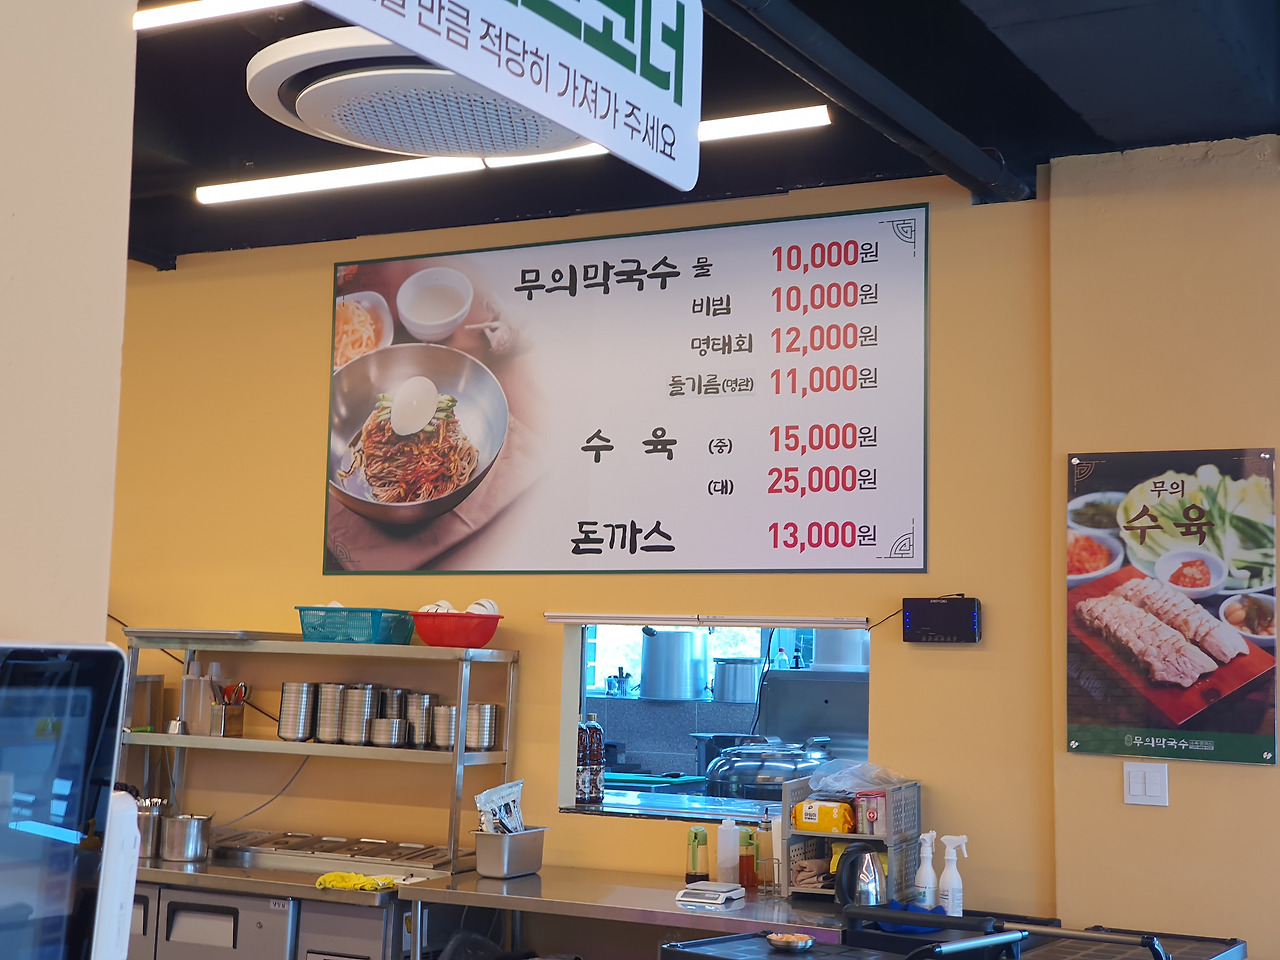 만큼 적당히 가져가 주세요
무의막국수 물 10,000원
비빔 10,000원
명태회 12,000원
들기름(명란) 11,000원
수 육 (중) 15,000원
(대) 25,000원
돈까스 13,000원
무의
수육
무의막국수